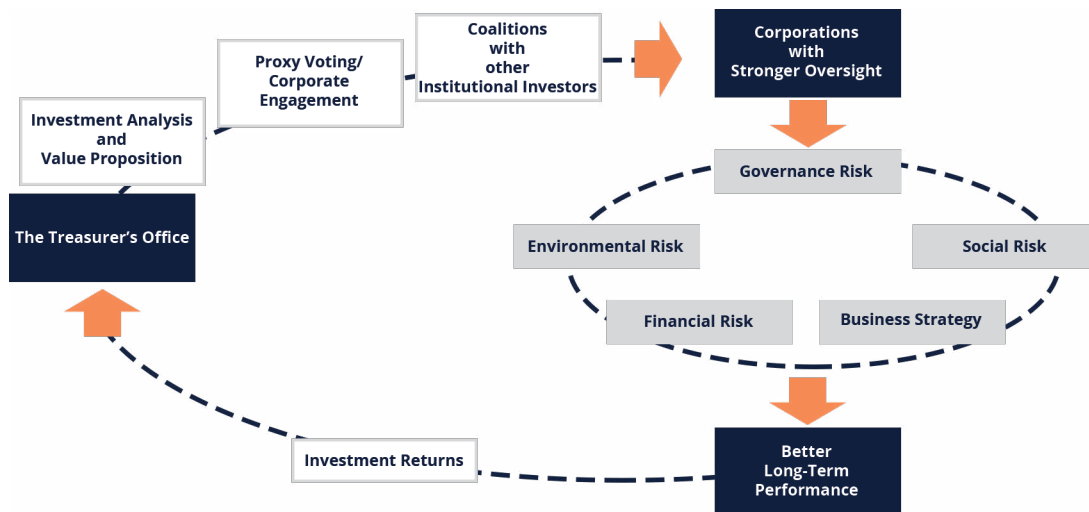 Coalitions
with
other
Institutional Investors
Corporations
with
Stronger Oversight
Proxy Voting/
Corporate
Engagement
Investment Analysis
and
Value Proposition
Governance Risk
The Treasurer’s Office
Environmental Risk
Social Risk
Financial Risk
Business Strategy
Investment Returns
Better
Long-Term
Performance